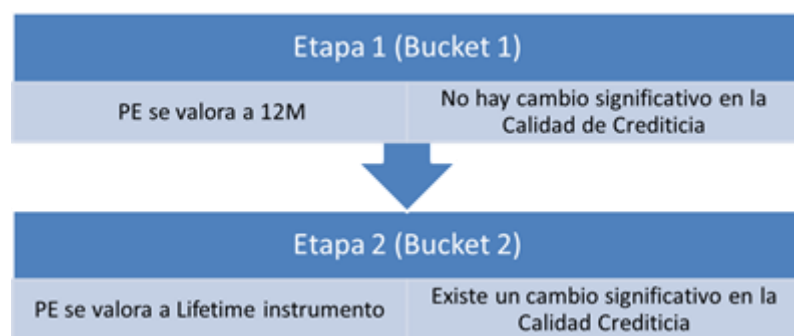 Etapa 1 (Bucket 1)
PE se valora a 12M
No hay cambio significativo en la
Calidad de Crediticia
Etapa 2 (Bucket 2)
PE se valora a Lifetime instrumento
Existe un cambio significativo en la
Calidad Crediticia